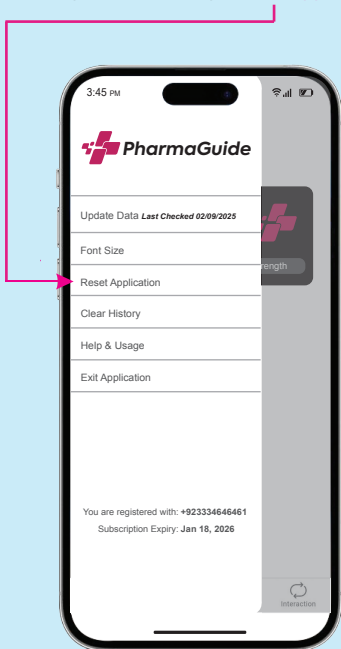 3:45 PM
PharmaGuide
Update Data Last Checked 02/09/2025
Font Size
rength
Reset Application
Clear History
Help & Usage
Exit Application
You are registered with: +923334646461
Subscription Expiry: Jan 18, 2026
Interaction